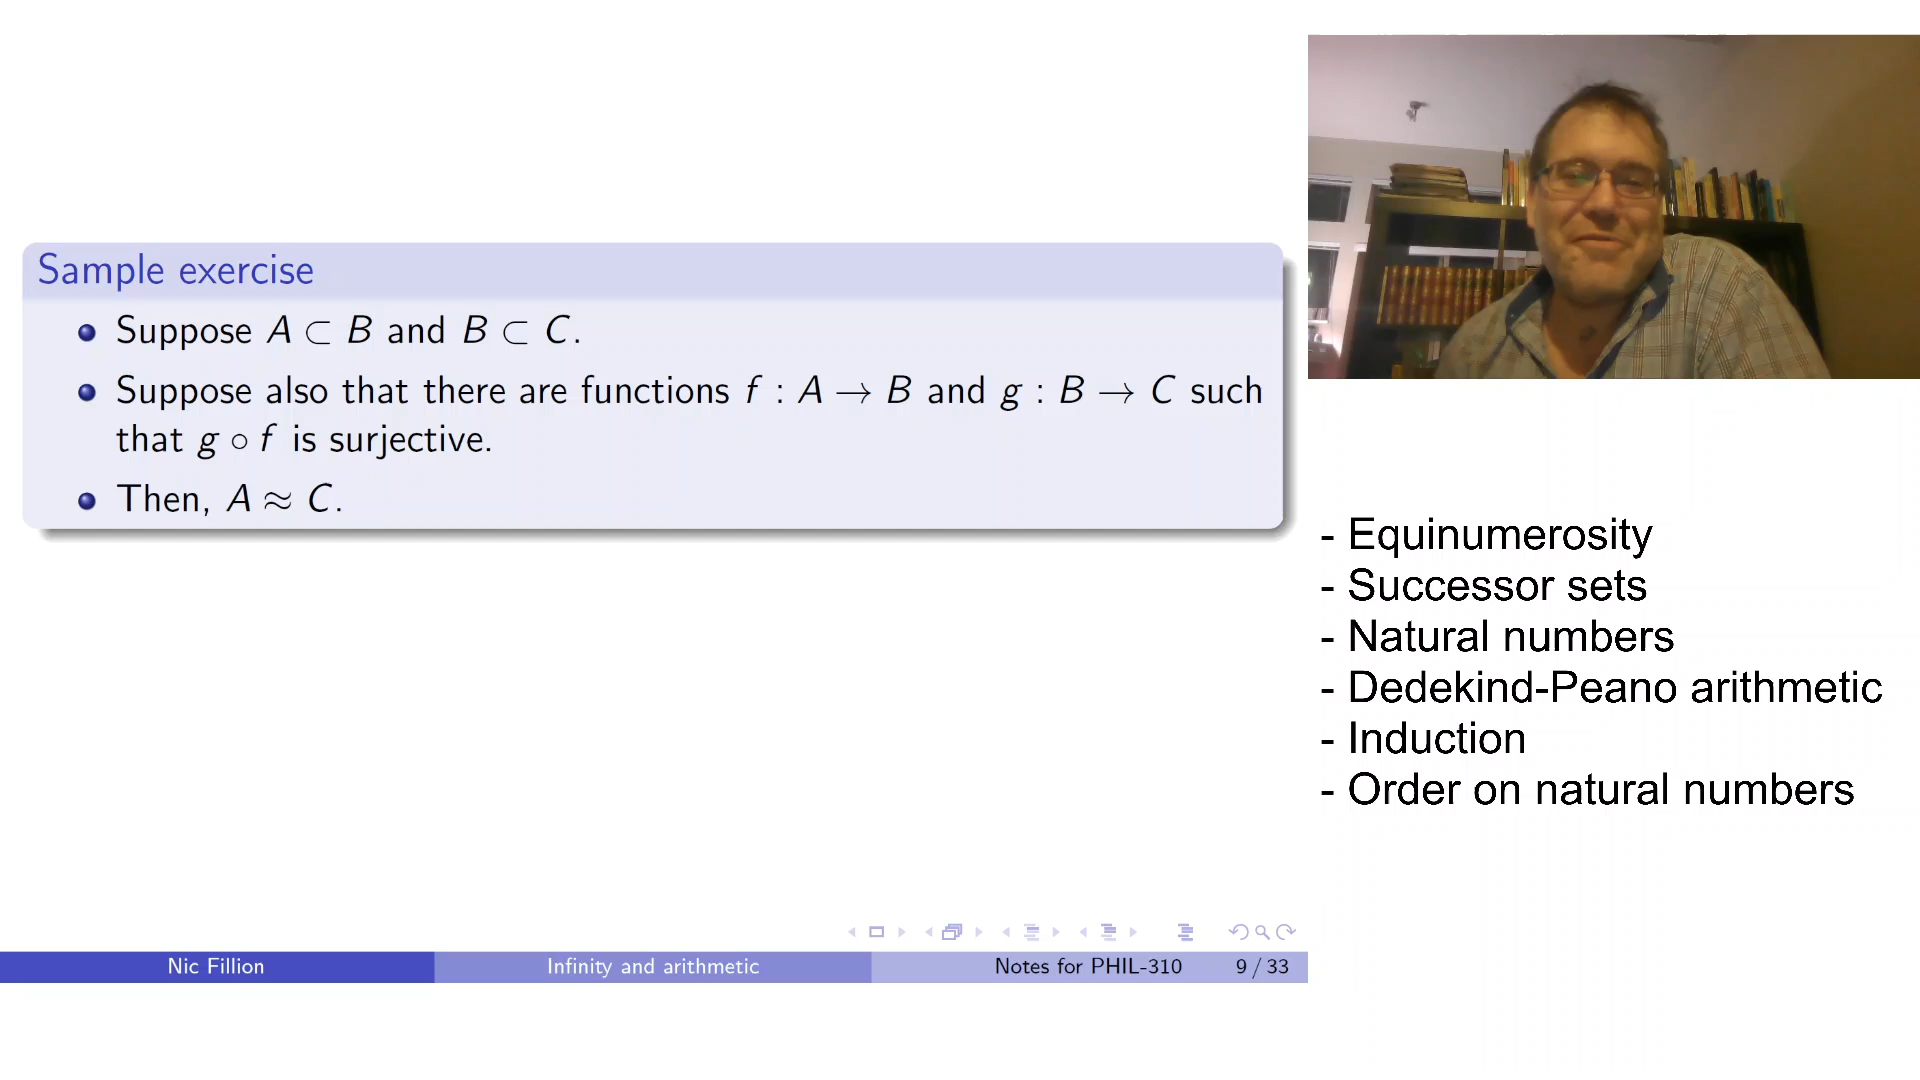 Sample exercise
Suppose A ⊂ B and B ⊂ C.
Suppose also that there are functions f : A → B and g : B → C such
that g ∘ f is surjective.
Then, A ≈ C.
- Equinumerosity
- Successor sets
- Natural numbers
- Dedekind-Peano arithmetic
- Induction
- Order on natural numbers
Nic Fillion
Infinity and arithmetic
Notes for PHIL-310
9 / 33